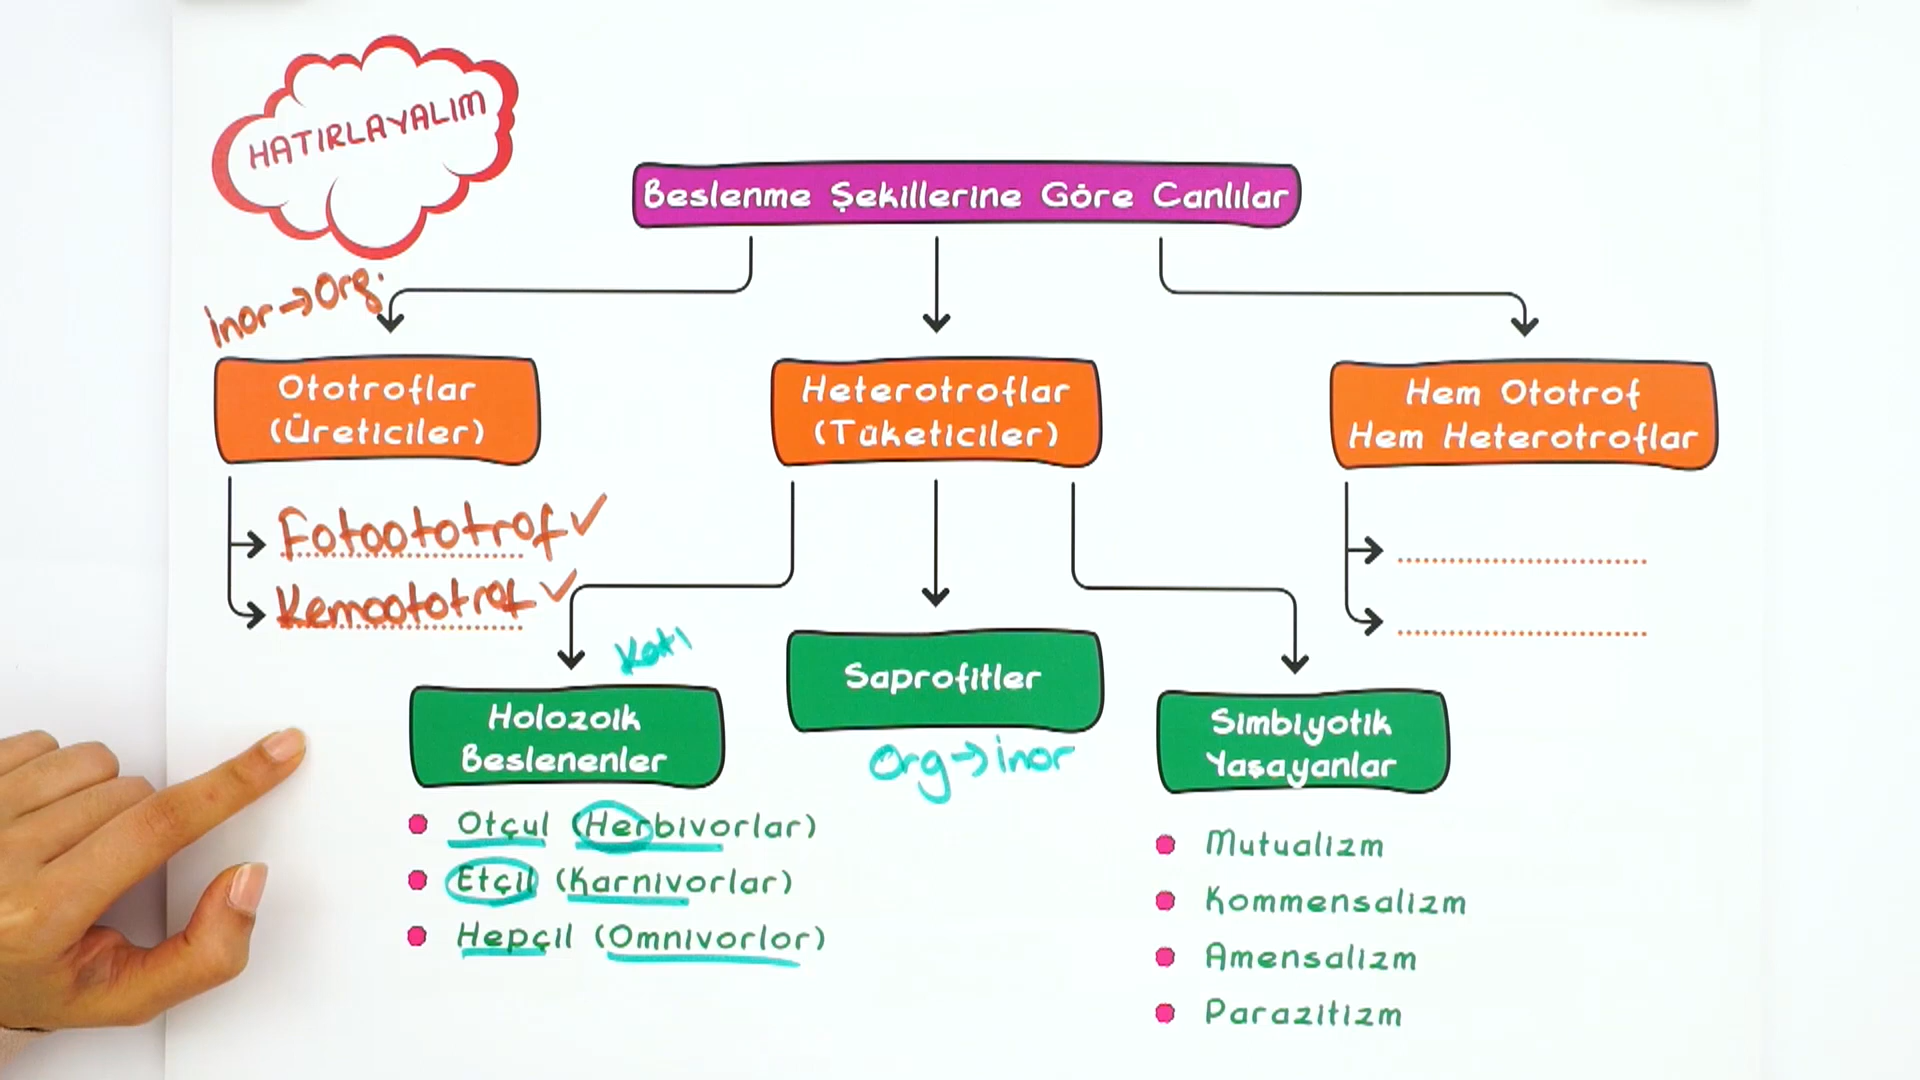 HATIRLAYALIM
Beslenme Şekillerine Göre Canlılar
İnor→Org.
Ototroflar
(Üreticiler)
Heterotroflar
(Tüketiciler)
Hem Ototrof
Hem Heterotroflar
Fotoototrof✓
Kemoototrof✓
Katı
Holozoik
Beslenenler
Saprofitler
Org→İnor
Simbiyotik
Yaşayanlar
Otçul (Herbivorlar)
Etçil (Karnivorlar)
Hepçil (Omnivorlor)
Mutualizm
Kommensalizm
Amensalizm
Parazitizm